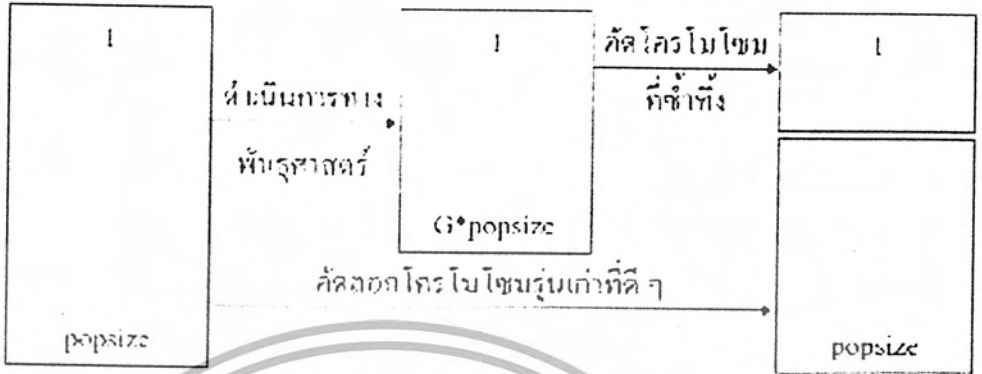 1
ดำเนินการทาง
พันธุศาสตร์
popsize
1
G*popsize
คัดโครโมโซม
ที่ซ้ำทิ้ง
1
คัดลอกโครโมโซมรุ่นเก่าที่ดี ๆ
popsize